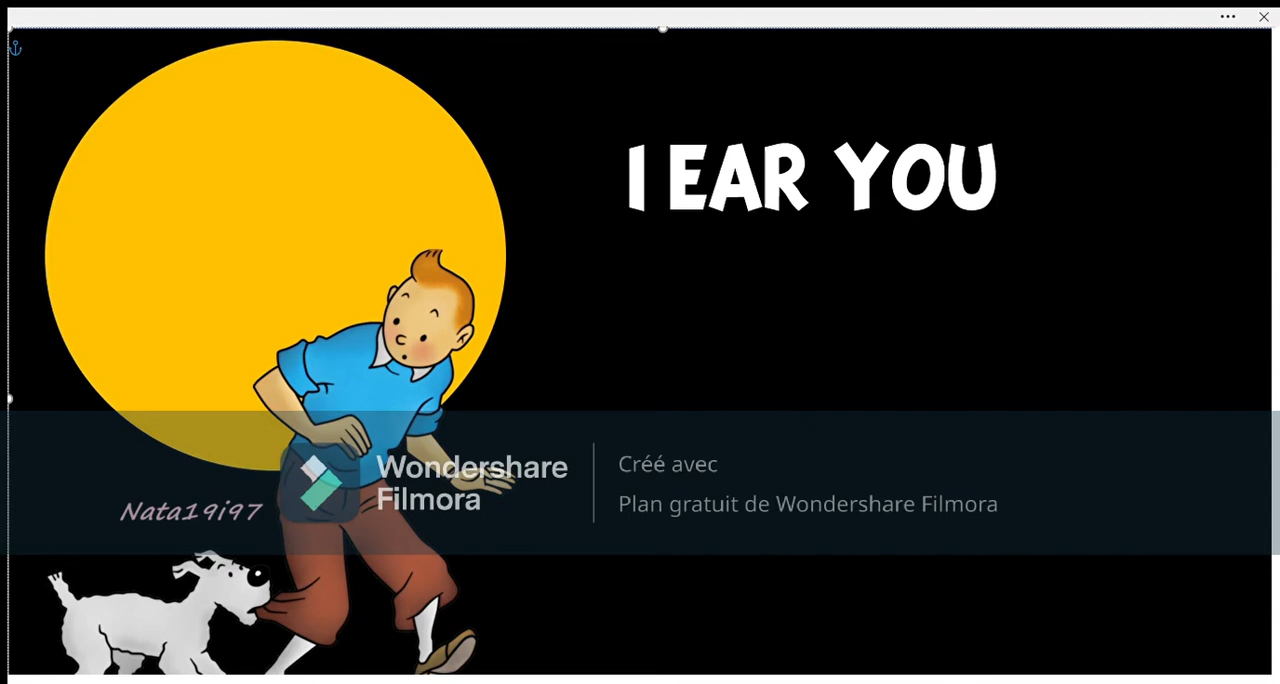 I EAR YOU
Wondershare
Filmora
Créé avec
Plan gratuit de Wondershare Filmora
Nata19i97